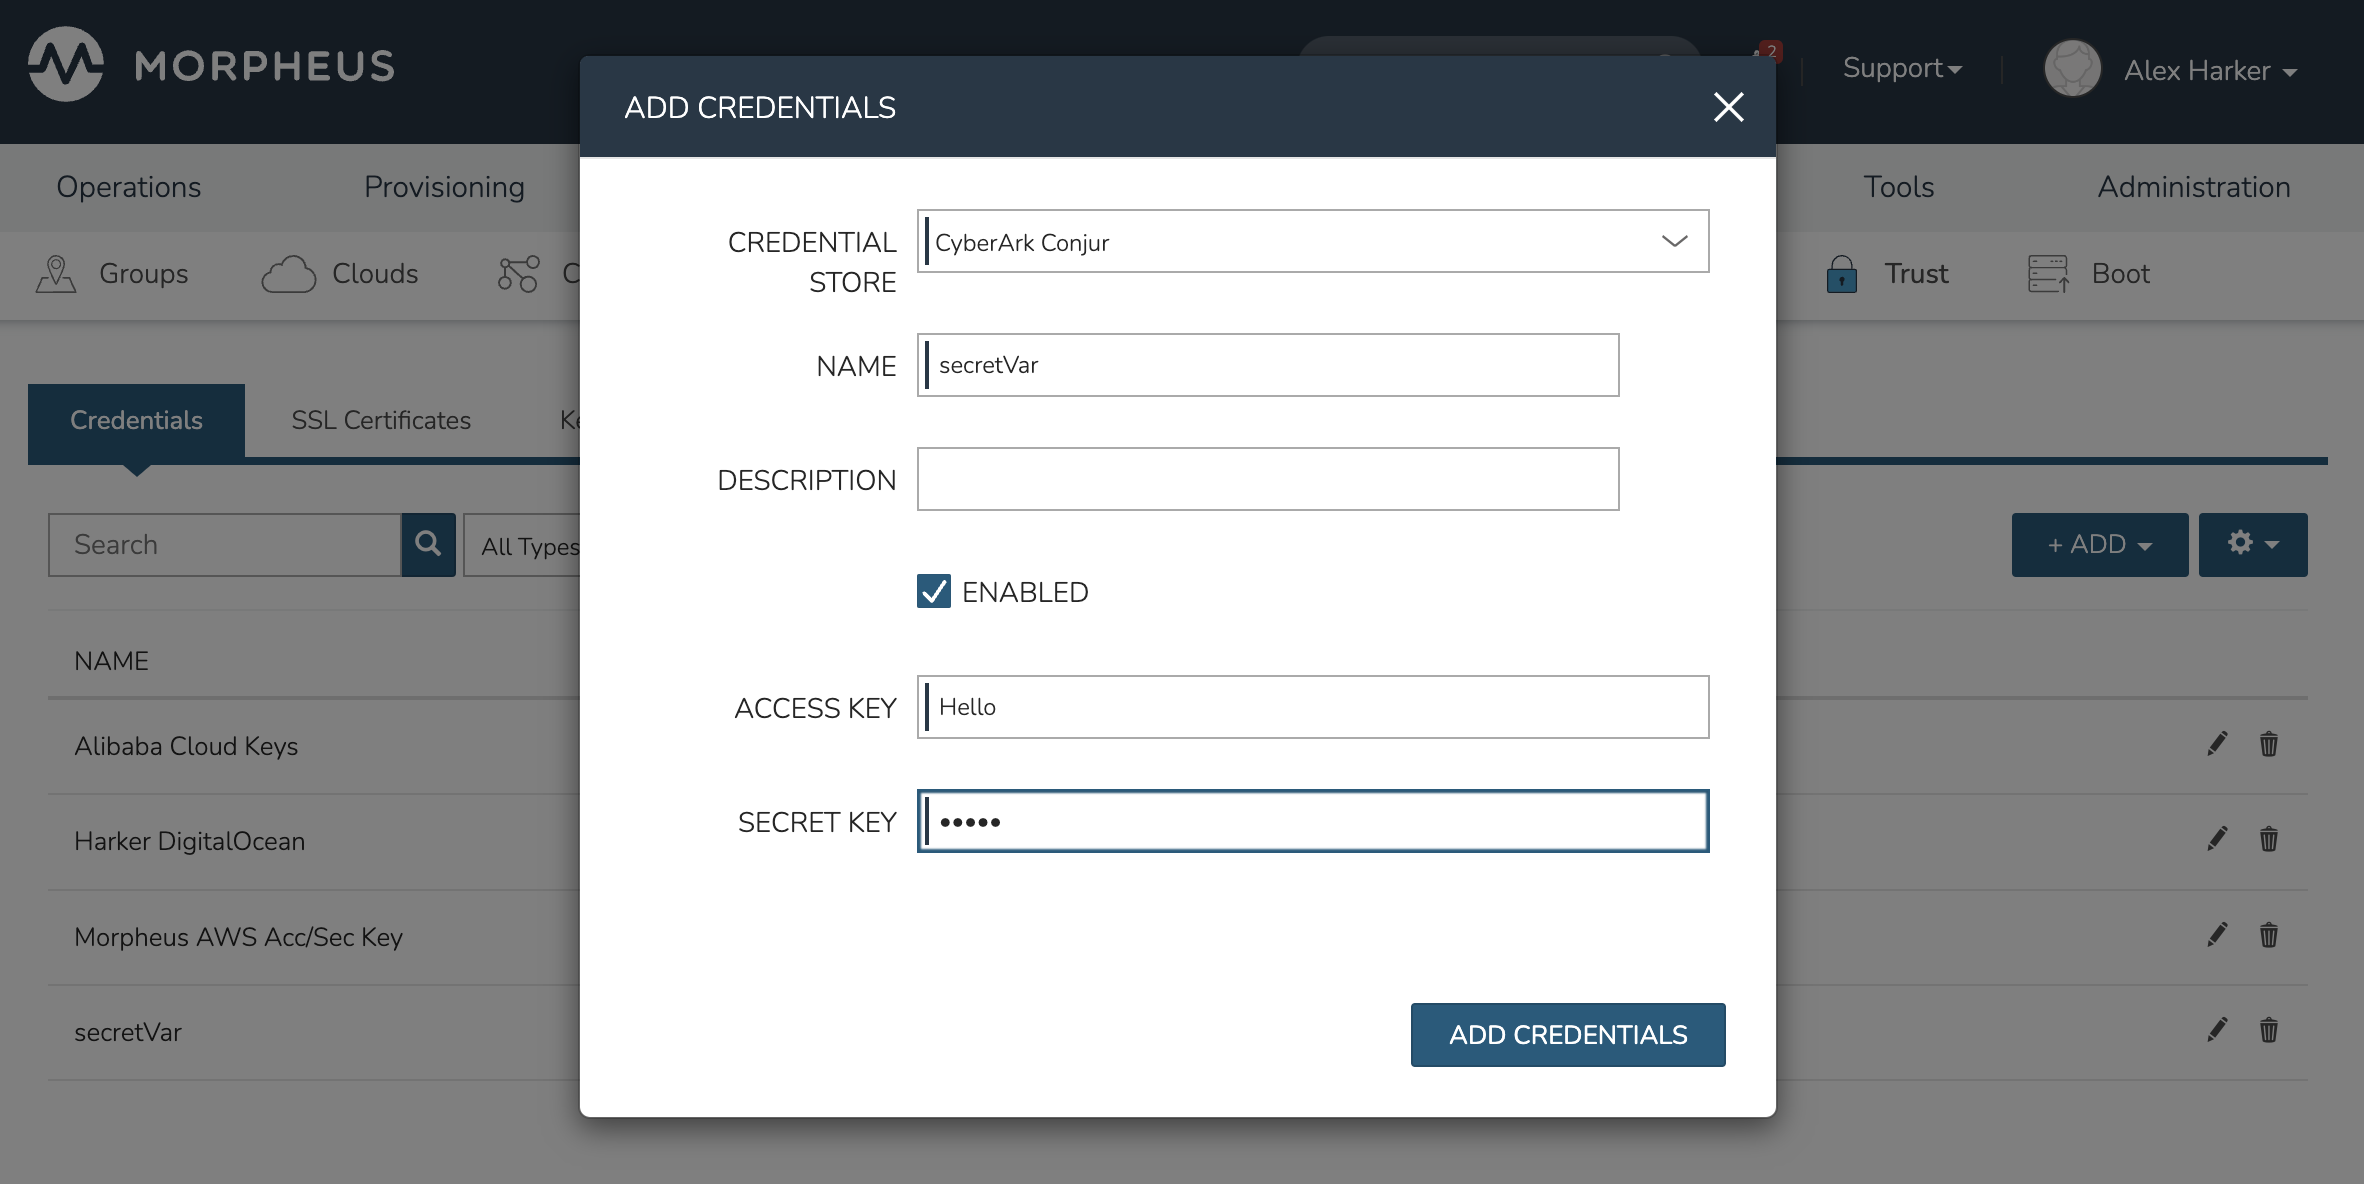 MORPHEUS
2
Support
Alex Harker
ADD CREDENTIALS
Operations
Provisioning
Tools
Administration
Groups
Clouds
C
Trust
Boot
CREDENTIAL
STORE
CyberArk Conjur
NAME
secretVar
Credentials
SSL Certificates
Ke
DESCRIPTION
Search
All Types
+ ADD
ENABLED
NAME
ACCESS KEY
Hello
Alibaba Cloud Keys
SECRET KEY
•••••
Harker DigitalOcean
Morpheus AWS Acc/Sec Key
secretVar
ADD CREDENTIALS